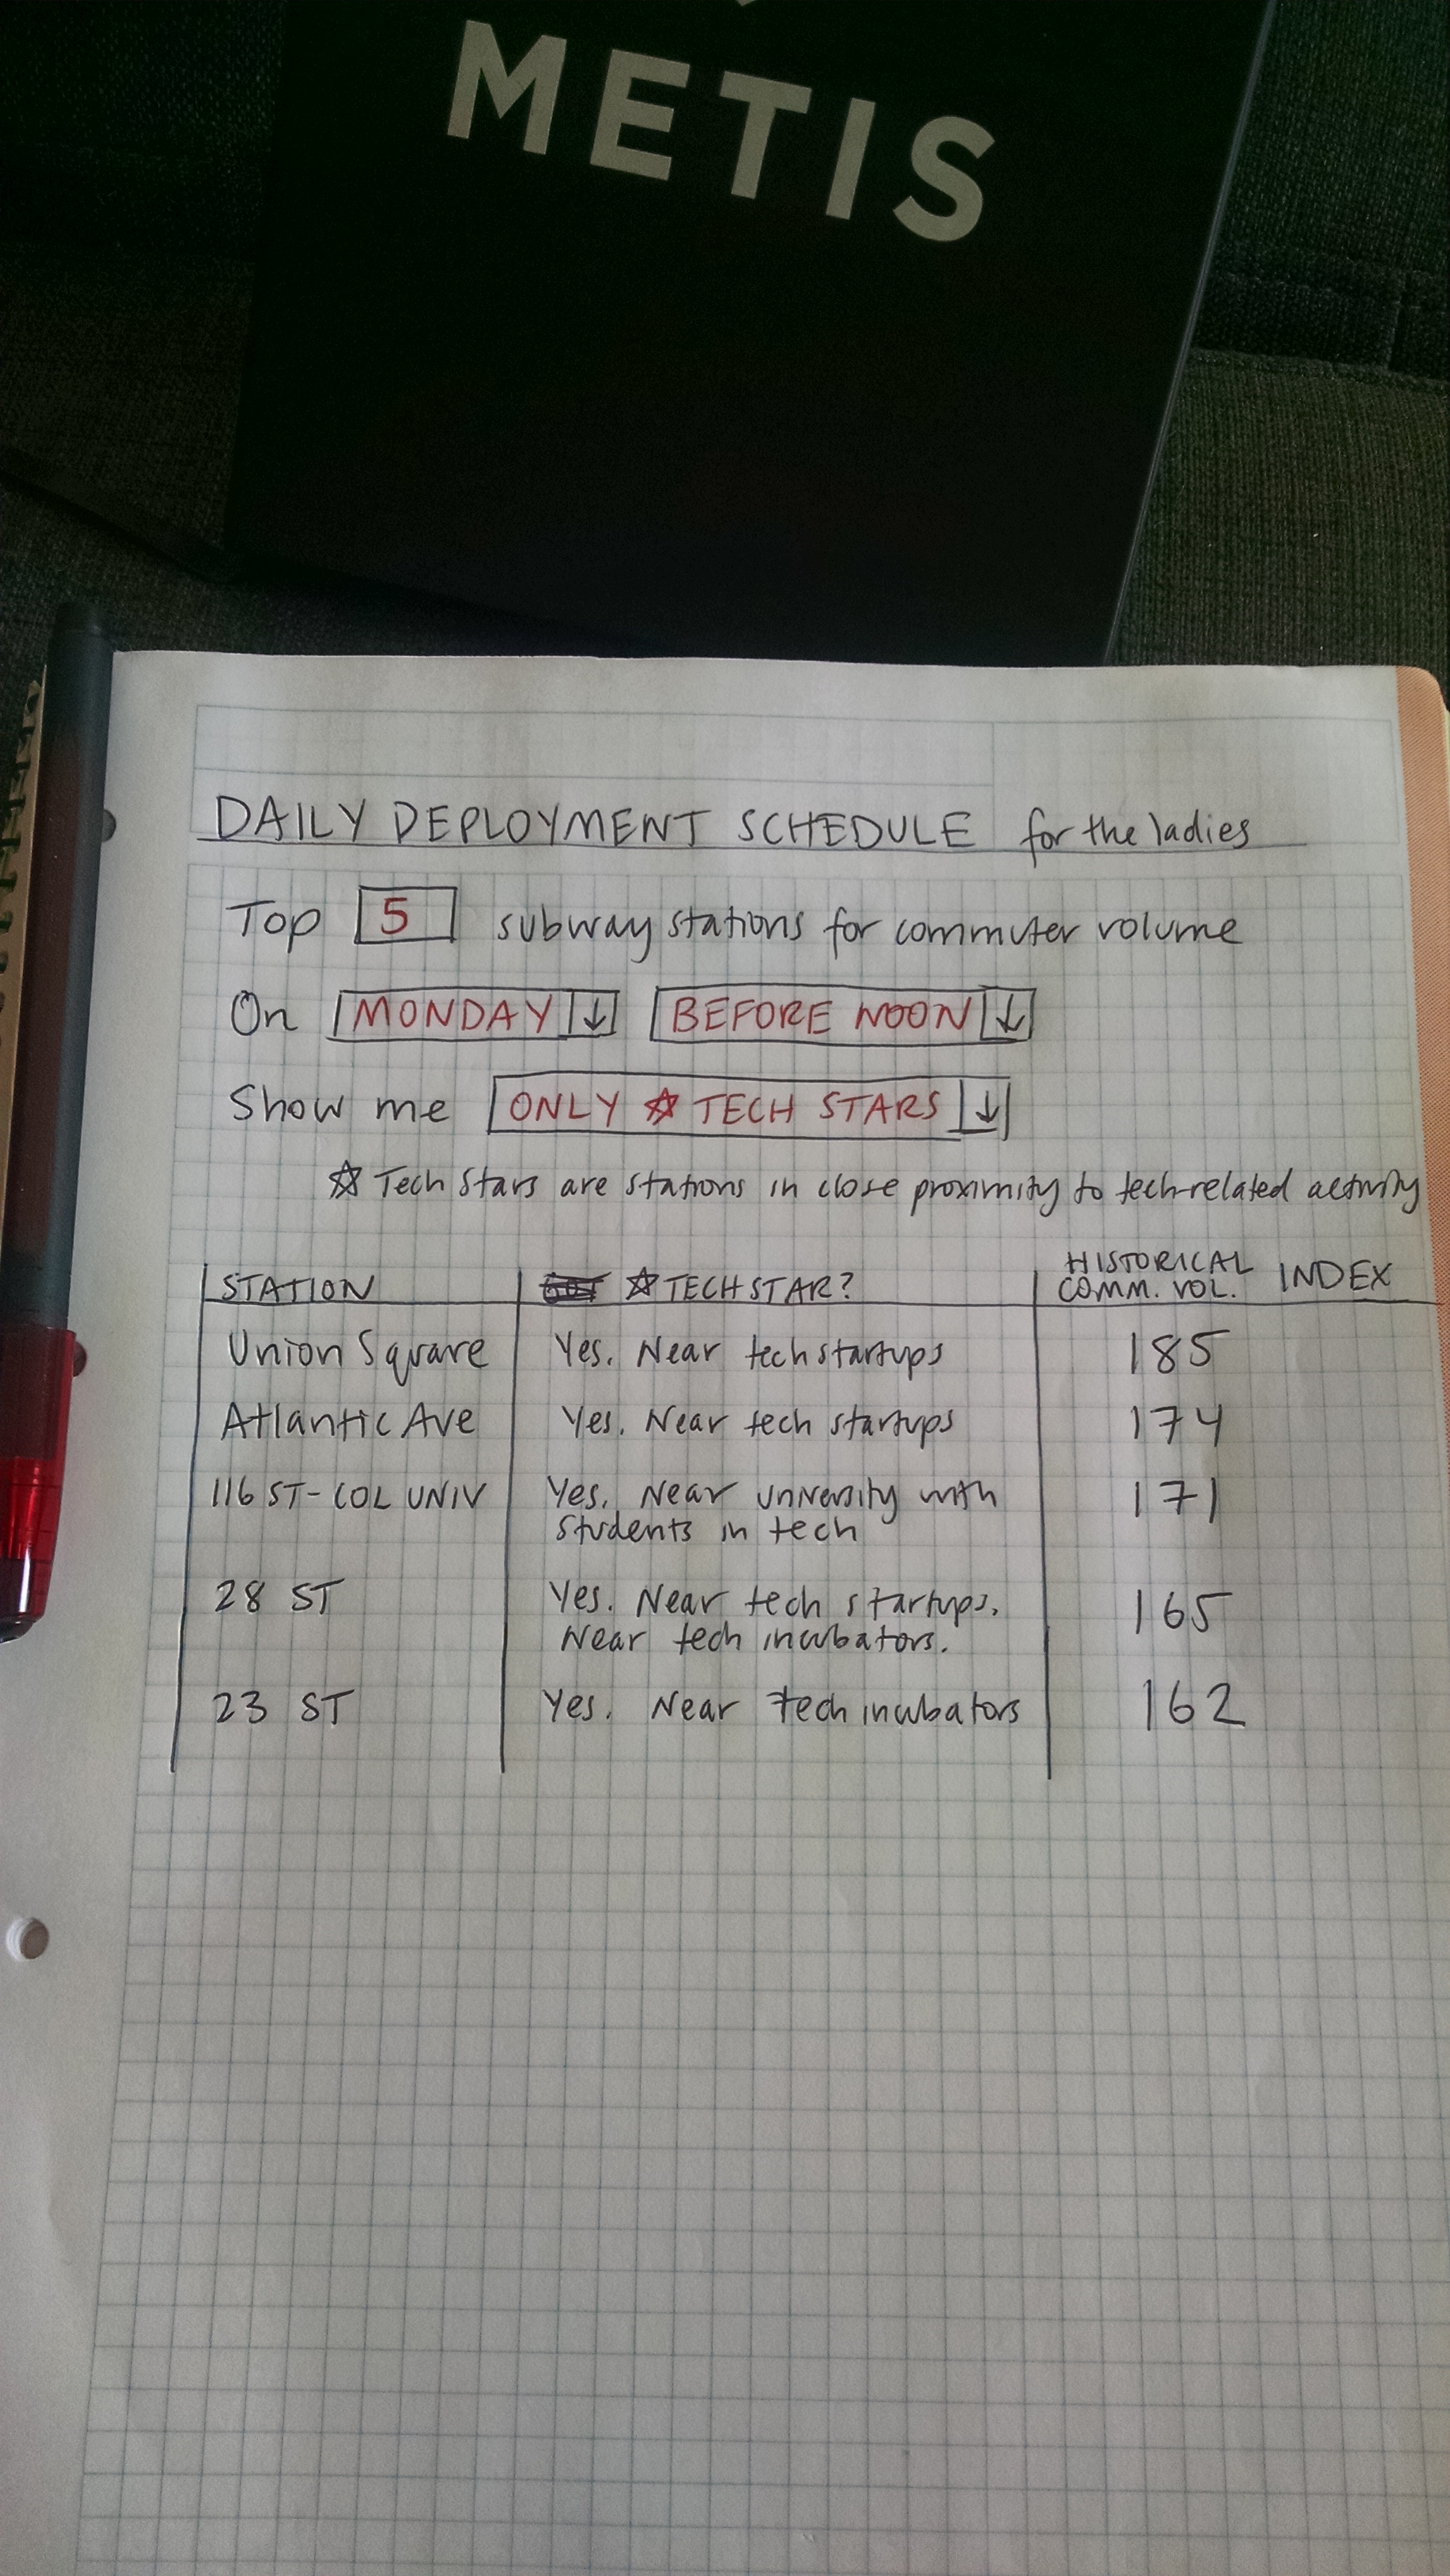 METIS
DAILY DEPLOYMENT SCHEDULE for the ladies
Top 5 subway stations for commuter volume
On MONDAY ↓ BEFORE NOON ↓
Show me ONLY ☆ TECH STARS ↓
☆ Tech Stars are stations in close proximity to tech-related activity
STATION ☆ TECH STAR? HISTORICAL COMM. VOL. INDEX
Union Square Yes. Near tech startups 185
Atlantic Ave Yes. Near tech startups 174
116 ST - COL UNIV Yes. Near university with 171
students in tech
28 ST Yes. Near tech startups. 165
Near tech incubators.
23 ST Yes. Near tech incubators 162